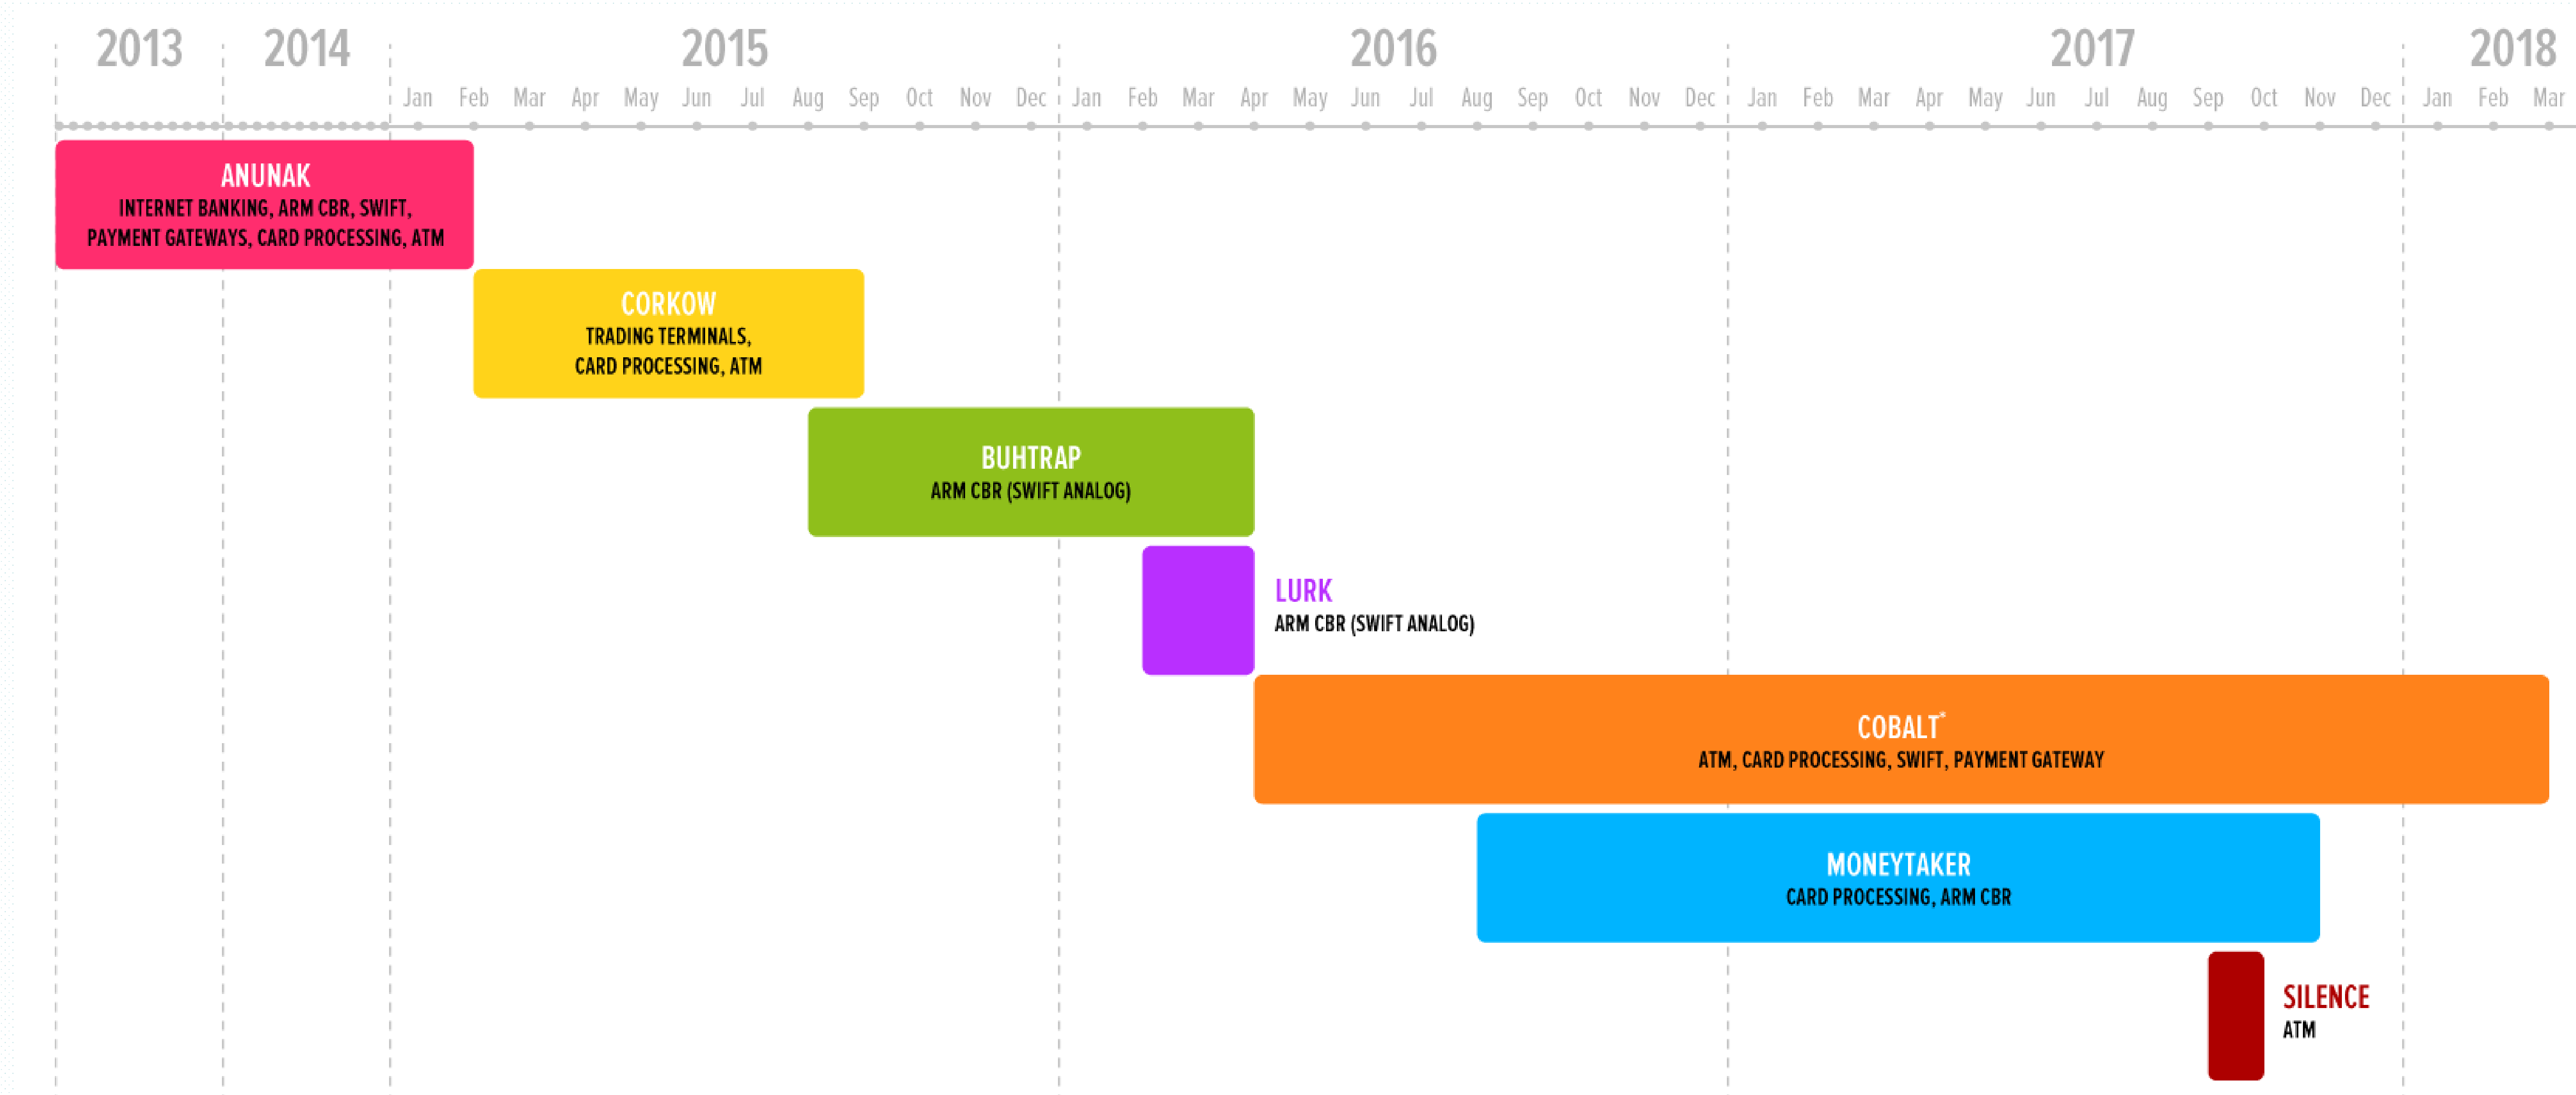 2013 2014 2015 2016 2017 2018
Jan Feb Mar Apr May Jun Jul Aug Sep Oct Nov Dec Jan Feb Mar Apr May Jun Jul Aug Sep Oct Nov Dec Jan Feb Mar Apr May Jun Jul Aug Sep Oct Nov Dec Jan Feb Mar
ANUNAK
INTERNET BANKING, ARM CBR, SWIFT,
PAYMENT GATEWAYS, CARD PROCESSING, ATM
CORKOW
TRADING TERMINALS,
CARD PROCESSING, ATM
BUHTRAP
ARM CBR (SWIFT ANALOG)
LURK
ARM CBR (SWIFT ANALOG)
COBALT*
ATM, CARD PROCESSING, SWIFT, PAYMENT GATEWAY
MONEYTAKER
CARD PROCESSING, ARM CBR
SILENCE
ATM